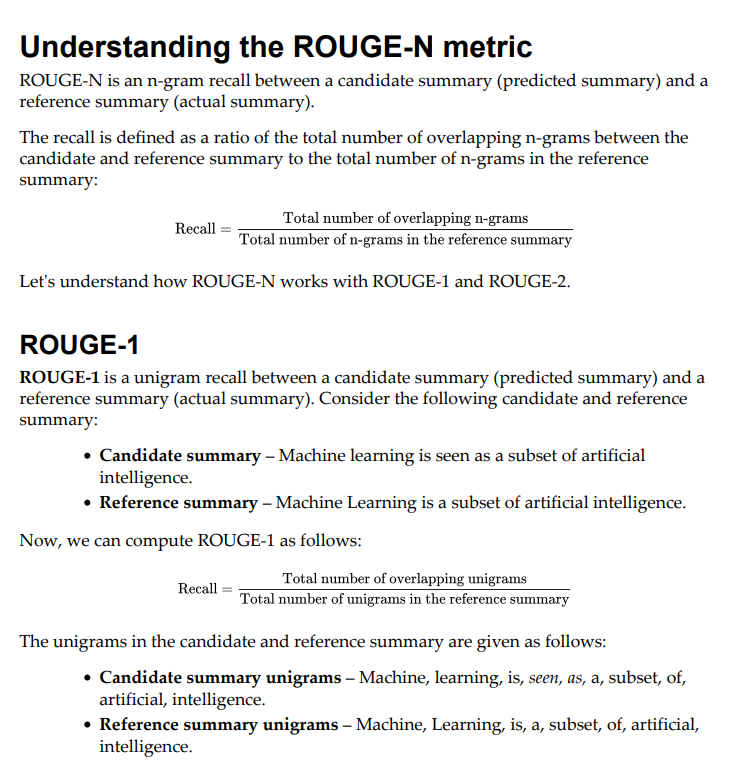 Understanding the ROUGE-N metric
ROUGE-N is an n-gram recall between a candidate summary (predicted summary) and a
reference summary (actual summary).
The recall is defined as a ratio of the total number of overlapping n-grams between the
candidate and reference summary to the total number of n-grams in the reference
summary:
Recall = Total number of overlapping n-grams
Total number of n-grams in the reference summary
Let's understand how ROUGE-N works with ROUGE-1 and ROUGE-2.
ROUGE-1
ROUGE-1 is a unigram recall between a candidate summary (predicted summary) and a
reference summary (actual summary). Consider the following candidate and reference
summary:
• Candidate summary – Machine learning is seen as a subset of artificial
intelligence.
• Reference summary – Machine Learning is a subset of artificial intelligence.
Now, we can compute ROUGE-1 as follows:
Recall = Total number of overlapping unigrams
Total number of unigrams in the reference summary
The unigrams in the candidate and reference summary are given as follows:
• Candidate summary unigrams – Machine, learning, is, seen, as, a, subset, of,
artificial, intelligence.
• Reference summary unigrams – Machine, Learning, is, a, subset, of, artificial,
intelligence.